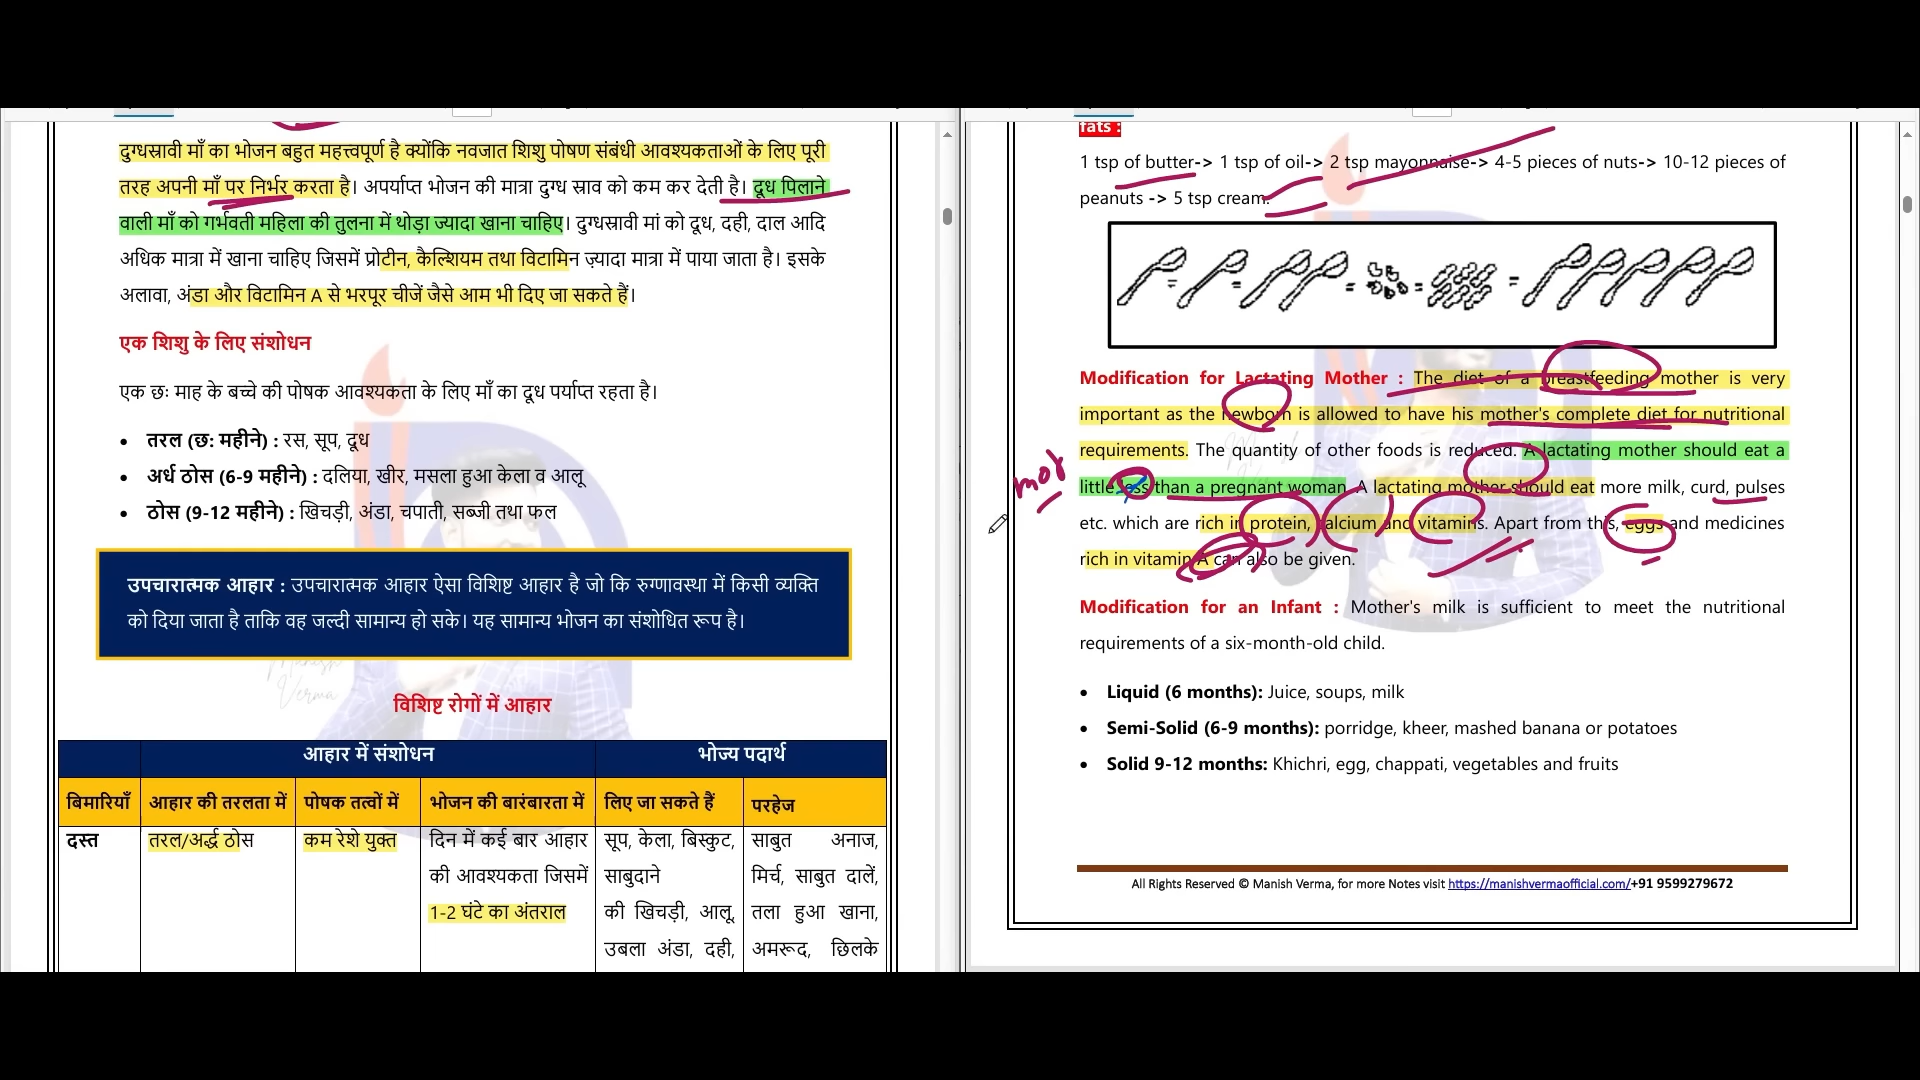 दुग्धस्रावी माँ का भोजन बहुत महत्त्वपूर्ण है क्योंकि नवजात शिशु पोषण संबंधी आवश्यकताओं के लिए पूरी
तरह अपनी माँ पर निर्भर करता है। अपर्याप्त भोजन की मात्रा दुग्ध स्राव को कम कर देती है। दूध पिलाने
वाली माँ को गर्भवती महिला की तुलना में थोड़ा ज्यादा खाना चाहिए। दुग्धस्रावी मां को दूध, दही, दाल आदि
अधिक मात्रा में खाना चाहिए जिसमें प्रोटीन, कैल्शियम तथा विटामिन ज़्यादा मात्रा में पाया जाता है। इसके
अलावा, अंडा और विटामिन A से भरपूर चीजें जैसे आम भी दिए जा सकते हैं।
एक शिशु के लिए संशोधन
एक छः माह के बच्चे की पोषक आवश्यकता के लिए माँ का दूध पर्याप्त रहता है।
• तरल (छ: महीने) : रस, सूप, दूध
• अर्ध ठोस (6-9 महीने) : दलिया, खीर, मसला हुआ केला व आलू
• ठोस (9-12 महीने) : खिचड़ी, अंडा, चपाती, सब्जी तथा फल
उपचारात्मक आहार : उपचारात्मक आहार ऐसा विशिष्ट आहार है जो कि रुग्णावस्था में किसी व्यक्ति
को दिया जाता है ताकि वह जल्दी सामान्य हो सके। यह सामान्य भोजन का संशोधित रूप है।
Manish
Verma
विशिष्ट रोगों में आहार
आहार में संशोधन भोज्य पदार्थ
बिमारियाँ आहार की तरलता में पोषक तत्वों में भोजन की बारंबारता में लिए जा सकते हैं परहेज
दस्त तरल/अर्द्ध ठोस कम रेशे युक्त दिन में कई बार आहार सूप, केला, बिस्कुट, साबुत अनाज,
की आवश्यकता जिसमें साबुदाने मिर्च, साबुत दालें,
1-2 घंटे का अंतराल की खिचड़ी, आलू, तला हुआ खाना,
उबला अंडा, दही, अमरूद, छिलके
fats :
1 tsp of butter-> 1 tsp of oil-> 2 tsp mayonnaise-> 4-5 pieces of nuts-> 10-12 pieces of
peanuts -> 5 tsp cream.
= = = = =
Modification for Lactating Mother : The diet of a breastfeeding mother is very
important as the newborn is allowed to have his mother's complete diet for nutritional
requirements. The quantity of other foods is reduced. A lactating mother should eat a
mor
little less than a pregnant woman. A lactating mother should eat more milk, curd, pulses
etc. which are rich in protein, calcium and vitamins. Apart from this, eggs and medicines
rich in vitamin A can also be given.
Modification for an Infant : Mother's milk is sufficient to meet the nutritional
requirements of a six-month-old child.
• Liquid (6 months): Juice, soups, milk
• Semi-Solid (6-9 months): porridge, kheer, mashed banana or potatoes
• Solid 9-12 months: Khichri, egg, chappati, vegetables and fruits
All Rights Reserved © Manish Verma, for more Notes visit https://manishvermaofficial.com/+91 9599279672